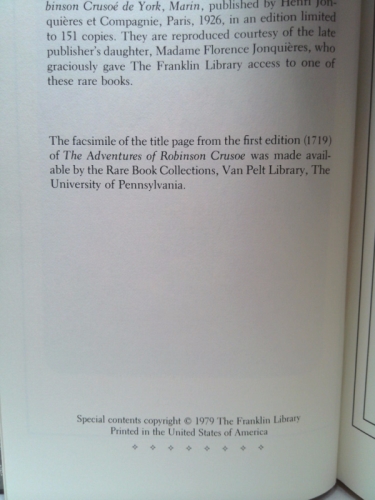 binson Crusoé de York, Marin, published by Henri Jon-
quières et Compagnie, Paris, 1926, in an edition limited
to 151 copies. They are reproduced courtesy of the late
publisher's daughter, Madame Florence Jonquières, who
graciously gave The Franklin Library access to one of
these rare books.
The facsimile of the title page from the first edition (1719)
of The Adventures of Robinson Crusoe was made avail-
able by the Rare Book Collections, Van Pelt Library, The
University of Pennsylvania.
Special contents copyright © 1979 The Franklin Library
Printed in the United States of America